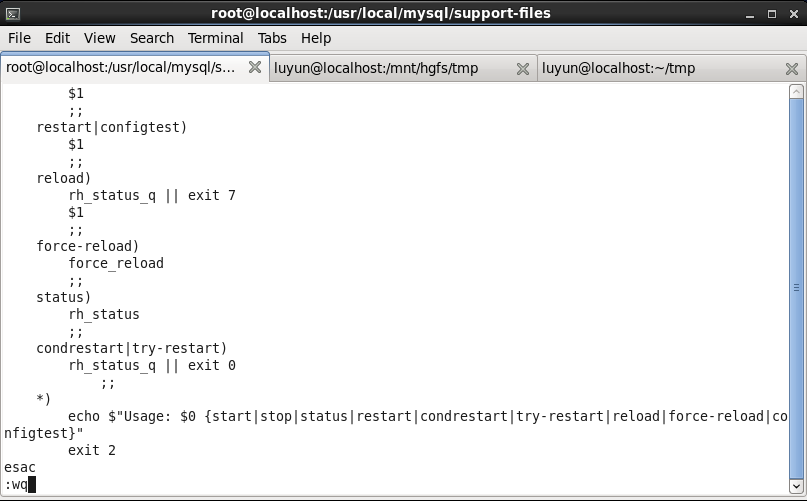 root@localhost:/usr/local/mysql/support-files
File Edit View Search Terminal Tabs Help
root@localhost:/usr/local/mysql/s... luyun@localhost:/mnt/hgfs/tmp luyun@localhost:~/tmp
        $1
        ;;
    restart|configtest)
        $1
        ;;
    reload)
        rh_status_q || exit 7
        $1
        ;;
    force-reload)
        force_reload
        ;;
    status)
        rh_status
        ;;
    condrestart|try-restart)
        rh_status_q || exit 0
            ;;
    *)
        echo $"Usage: $0 {start|stop|status|restart|condrestart|try-restart|reload|force-reload|co
nfigtest}"
        exit 2
esac
:wq